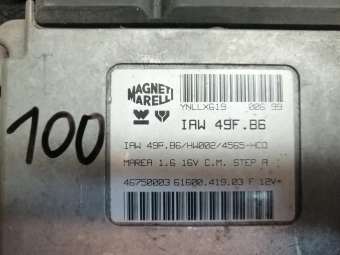 100
MAGNETI
MARELLI
YNLLX619 006 99
IAW 49F.B6
IAW 49F.B6/HW002/4565-HCO
MAREA 1.6 16V C.M. STEP A
46750003 61600.419.03 F 12V=